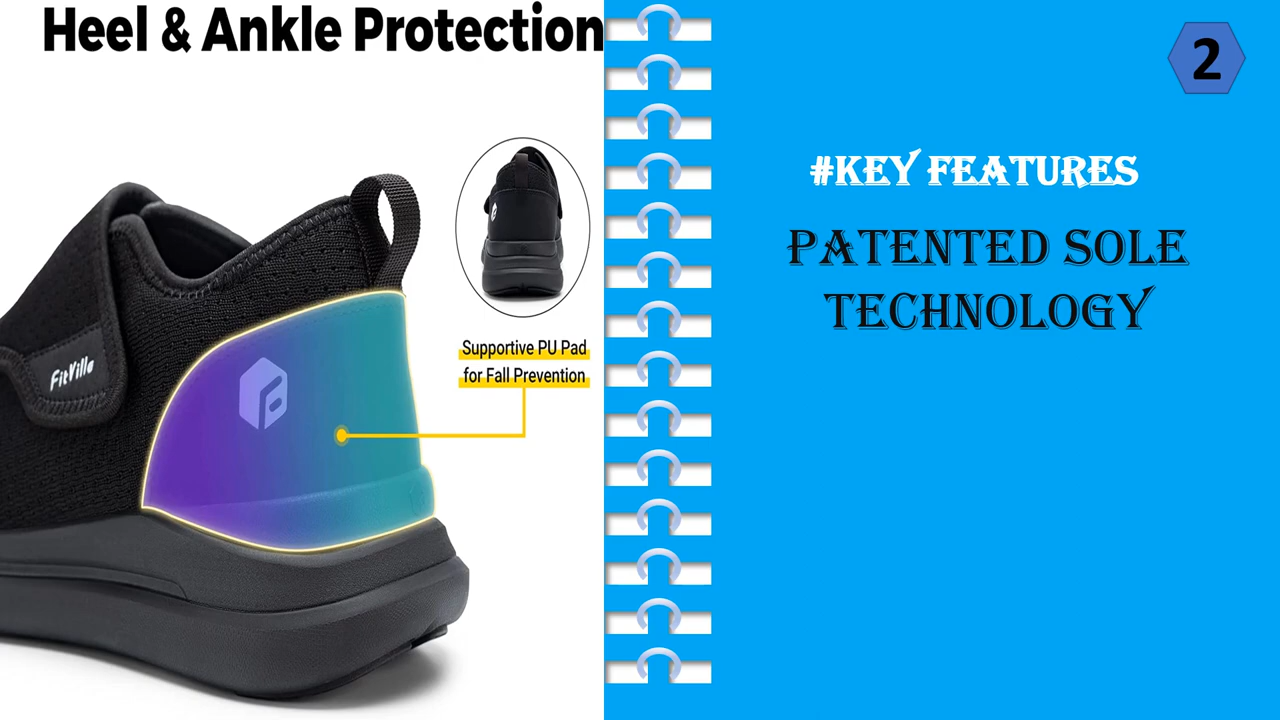 Heel & Ankle Protection
Supportive PU Pad
for Fall Prevention
FitVille
2
#KEY FEATURES
PATENTED SOLE
TECHNOLOGY